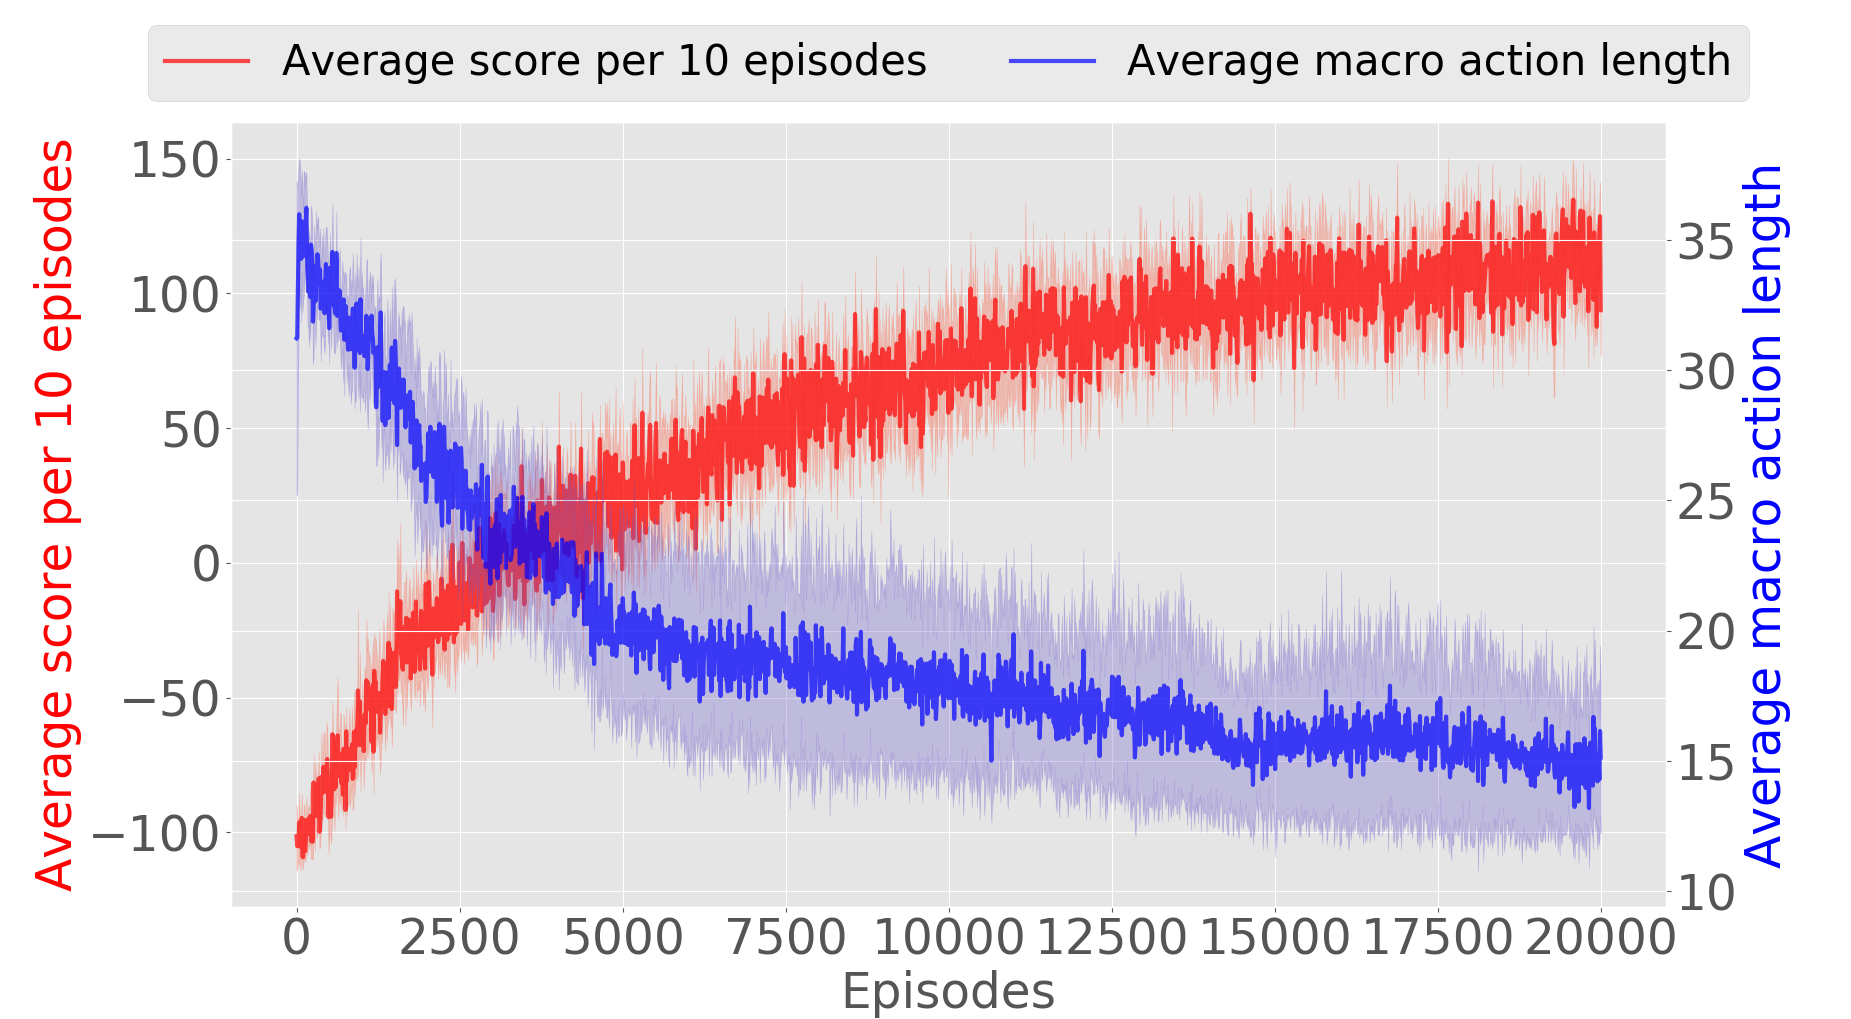 Average score per 10 episodes
Average macro action length
Average score per 10 episodes
150
100
50
0
−50
−100
35
30
25
20
15
10
Average macro action length
0 2500 5000 7500 10000 12500 15000 17500 20000
Episodes